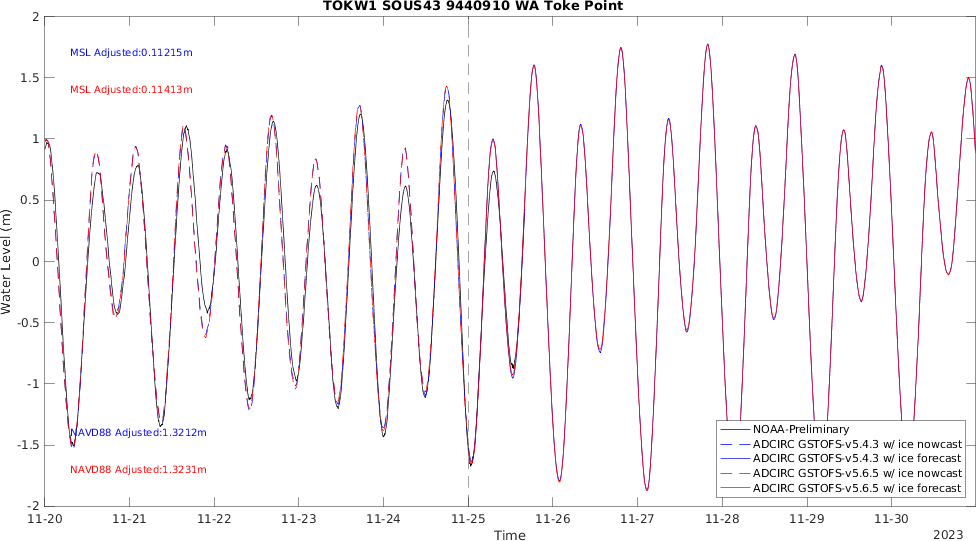 TOKW1 SOUS43 9440910 WA Toke Point
2
1.5
1
0.5
0
-0.5
-1
-1.5
-2
Water Level (m)
MSL Adjusted:0.11215m
MSL Adjusted:0.11413m
NAVD88 Adjusted:1.3212m
NAVD88 Adjusted:1.3231m
NOAA-Preliminary
ADCIRC GSTOFS-v5.4.3 w/ ice nowcast
ADCIRC GSTOFS-v5.4.3 w/ ice forecast
ADCIRC GSTOFS-v5.6.5 w/ ice nowcast
ADCIRC GSTOFS-v5.6.5 w/ ice forecast
11-20 11-21 11-22 11-23 11-24 11-25 11-26 11-27 11-28 11-29 11-30
Time
2023